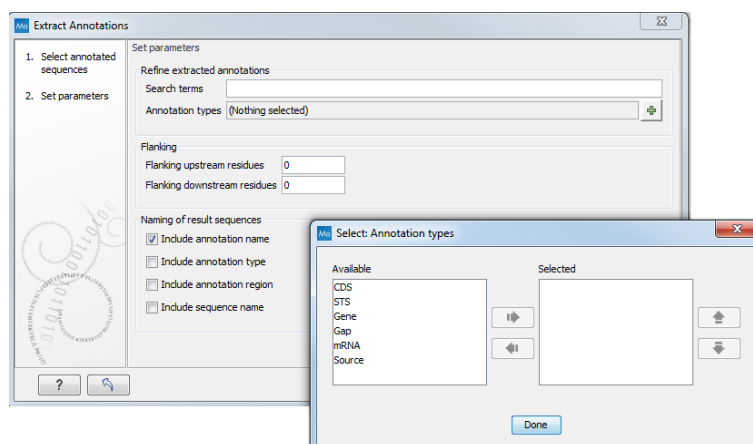 Ma Extract Annotations
1. Select annotated
sequences
2. Set parameters
Set parameters
Refine extracted annotations
Search terms
Annotation types (Nothing selected)
Flanking
Flanking upstream residues 0
Flanking downstream residues 0
Naming of result sequences
Include annotation name
Include annotation type
Include annotation region
Include sequence name
?
Ma Select: Annotation types
Available Selected
CDS
STS
Gene
Gap
mRNA
Source
Done